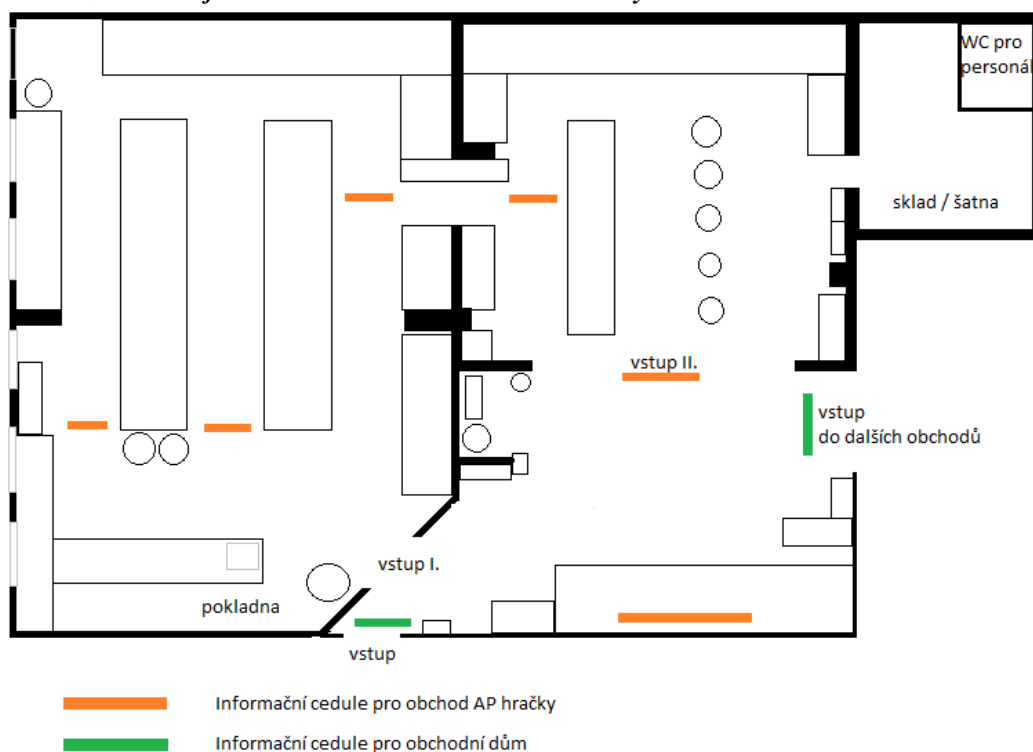 WC pro
personál
sklad / šatna
vstup II.
vstup
do dalších obchodů
vstup I.
pokladna
vstup
Informační cedule pro obchod AP hračky
Informační cedule pro obchodní dům